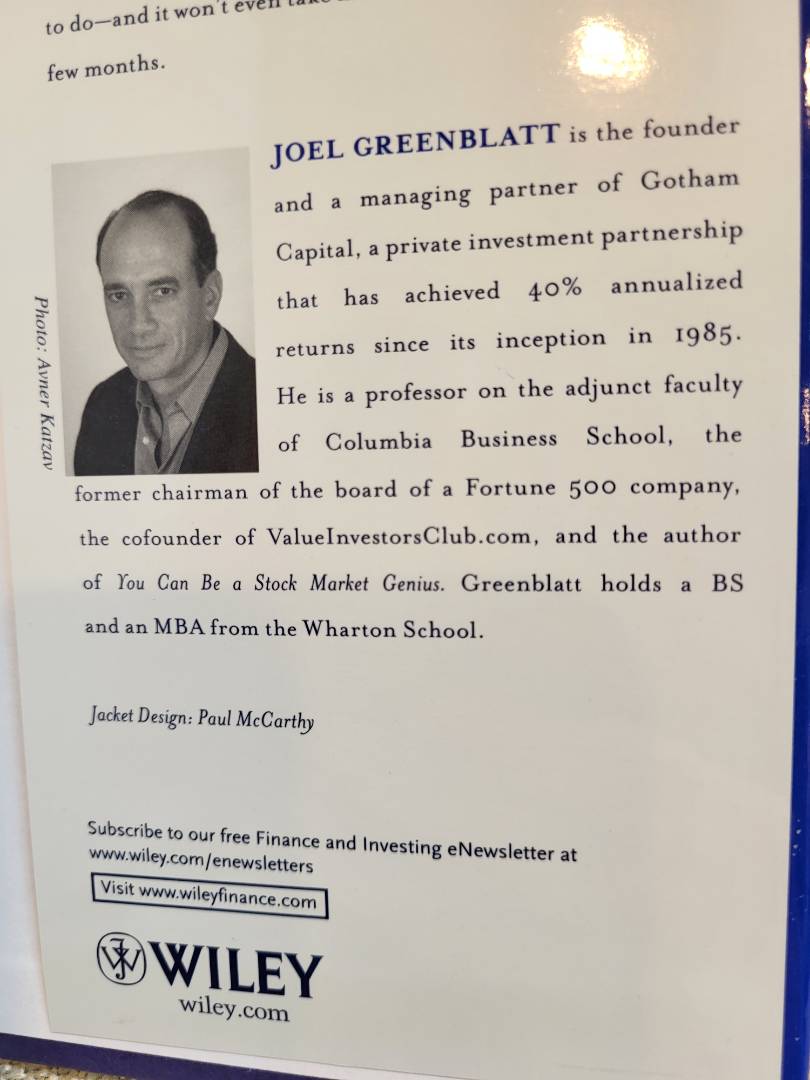 to do—and it won't even
few months.
JOEL GREENBLATT is the founder
and a managing partner of Gotham
Capital, a private investment partnership
that has achieved 40% annualized
returns since its inception in 1985.
He is a professor on the adjunct faculty
of Columbia Business School, the
former chairman of the board of a Fortune 500 company,
the cofounder of ValueInvestorsClub.com, and the author
of You Can Be a Stock Market Genius. Greenblatt holds a BS
and an MBA from the Wharton School.
Photo: Avner Katzav
Jacket Design: Paul McCarthy
Subscribe to our free Finance and Investing eNewsletter at
www.wiley.com/enewsletters
Visit www.wileyfinance.com
WILEY
wiley.com